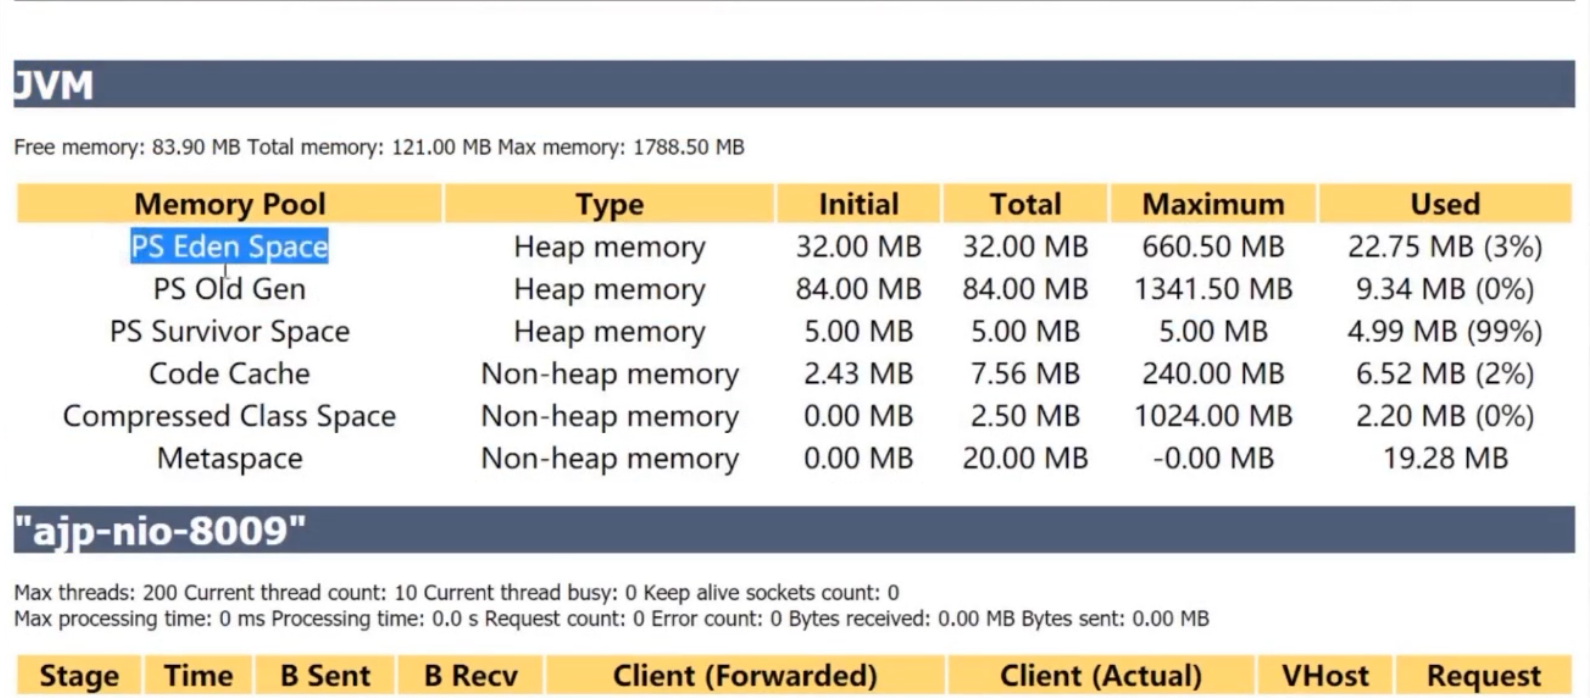 JVM
Free memory: 83.90 MB Total memory: 121.00 MB Max memory: 1788.50 MB
Memory Pool Type Initial Total Maximum Used
PS Eden Space Heap memory 32.00 MB 32.00 MB 660.50 MB 22.75 MB (3%)
PS Old Gen Heap memory 84.00 MB 84.00 MB 1341.50 MB 9.34 MB (0%)
PS Survivor Space Heap memory 5.00 MB 5.00 MB 5.00 MB 4.99 MB (99%)
Code Cache Non-heap memory 2.43 MB 7.56 MB 240.00 MB 6.52 MB (2%)
Compressed Class Space Non-heap memory 0.00 MB 2.50 MB 1024.00 MB 2.20 MB (0%)
Metaspace Non-heap memory 0.00 MB 20.00 MB -0.00 MB 19.28 MB
"ajp-nio-8009"
Max threads: 200 Current thread count: 10 Current thread busy: 0 Keep alive sockets count: 0
Max processing time: 0 ms Processing time: 0.0 s Request count: 0 Error count: 0 Bytes received: 0.00 MB Bytes sent: 0.00 MB
Stage Time B Sent B Recv Client (Forwarded) Client (Actual) VHost Request